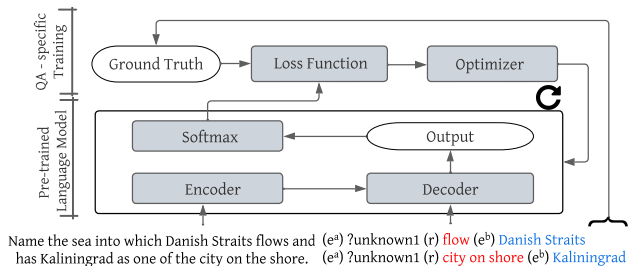 QA - specific
Training
Ground Truth
Loss Function
Optimizer
Pre-trained
Language Model
Softmax
Output
Encoder
Decoder
Name the sea into which Danish Straits flows and
has Kaliningrad as one of the city on the shore.
(eᵃ) ?unknown1 (r) flow (eᵇ) Danish Straits
(eᵃ) ?unknown1 (r) city on shore (eᵇ) Kaliningrad